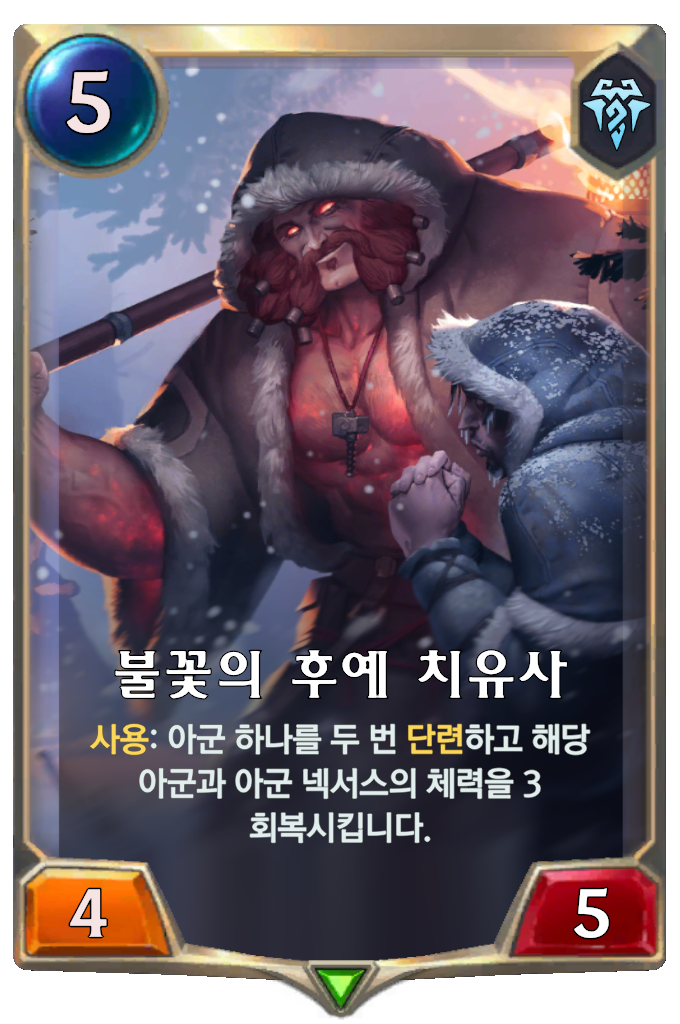 5
불꽃의 후예 치유사
사용: 아군 하나를 두 번 단련하고 해당
아군과 아군 넥서스의 체력을 3
회복시킵니다.
4
5